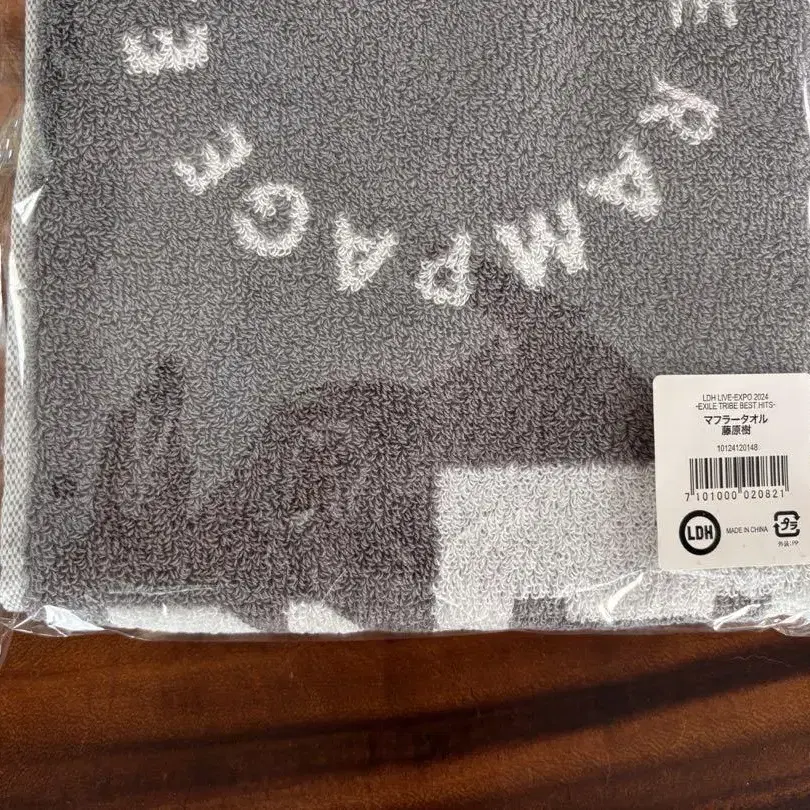 RAMPAGE
LDH LIVE-EXPO 2024
-EXILE TRIBE BEST HITS-
マフラータオル
藤原樹
10124120148
7 101000 020821
LDH
MADE IN CHINA
プラ
外装:PP